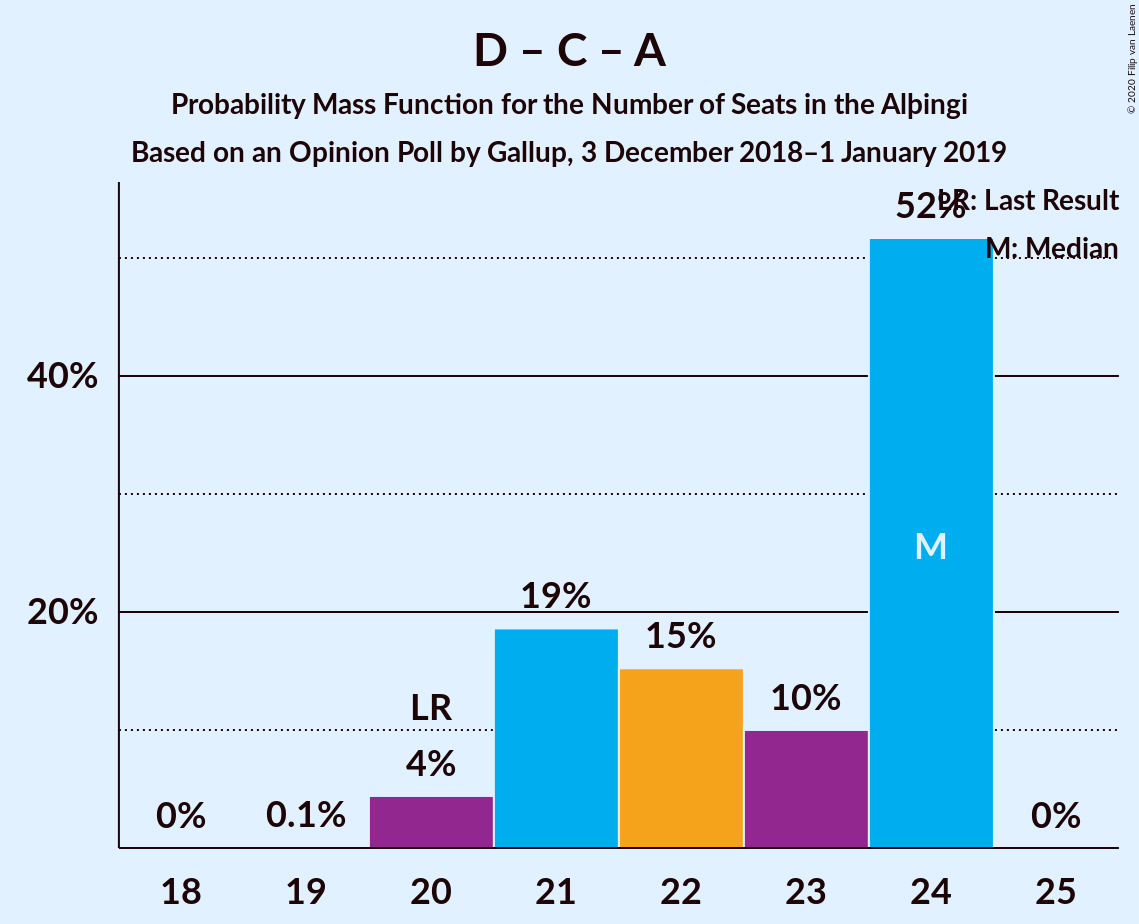 D – C – A
Probability Mass Function for the Number of Seats in the Alþingi
Based on an Opinion Poll by Gallup, 3 December 2018–1 January 2019
© 2020 Filip van Laenen
LR: Last Result
M: Median
52%
40%
M
20%
19%
15%
LR
10%
4%
0%
0.1%
0%
18 19 20 21 22 23 24 25